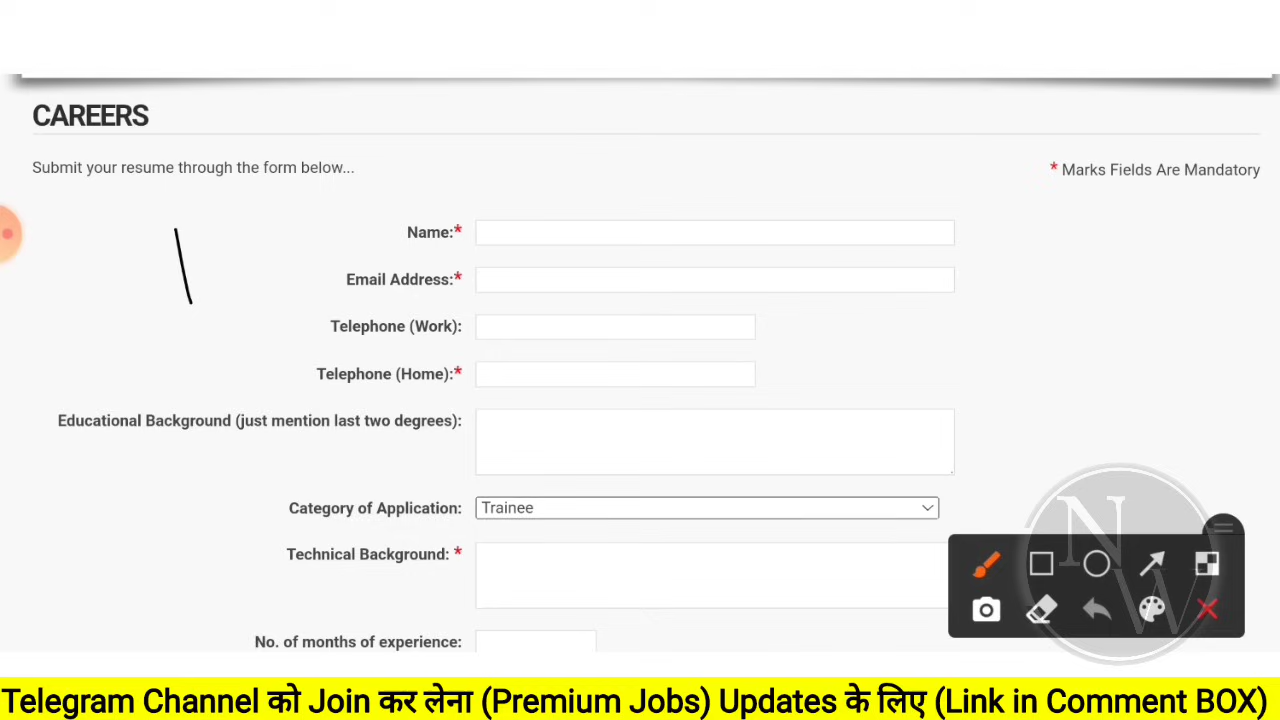 CAREERS
Submit your resume through the form below...
* Marks Fields Are Mandatory
Name:*
Email Address:*
Telephone (Work):
Telephone (Home):*
Educational Background (just mention last two degrees):
Category of Application:
Trainee
Technical Background: *
No. of months of experience:
NW
Telegram Channel को Join कर लेना (Premium Jobs) Updates के लिए (Link in Comment BOX)